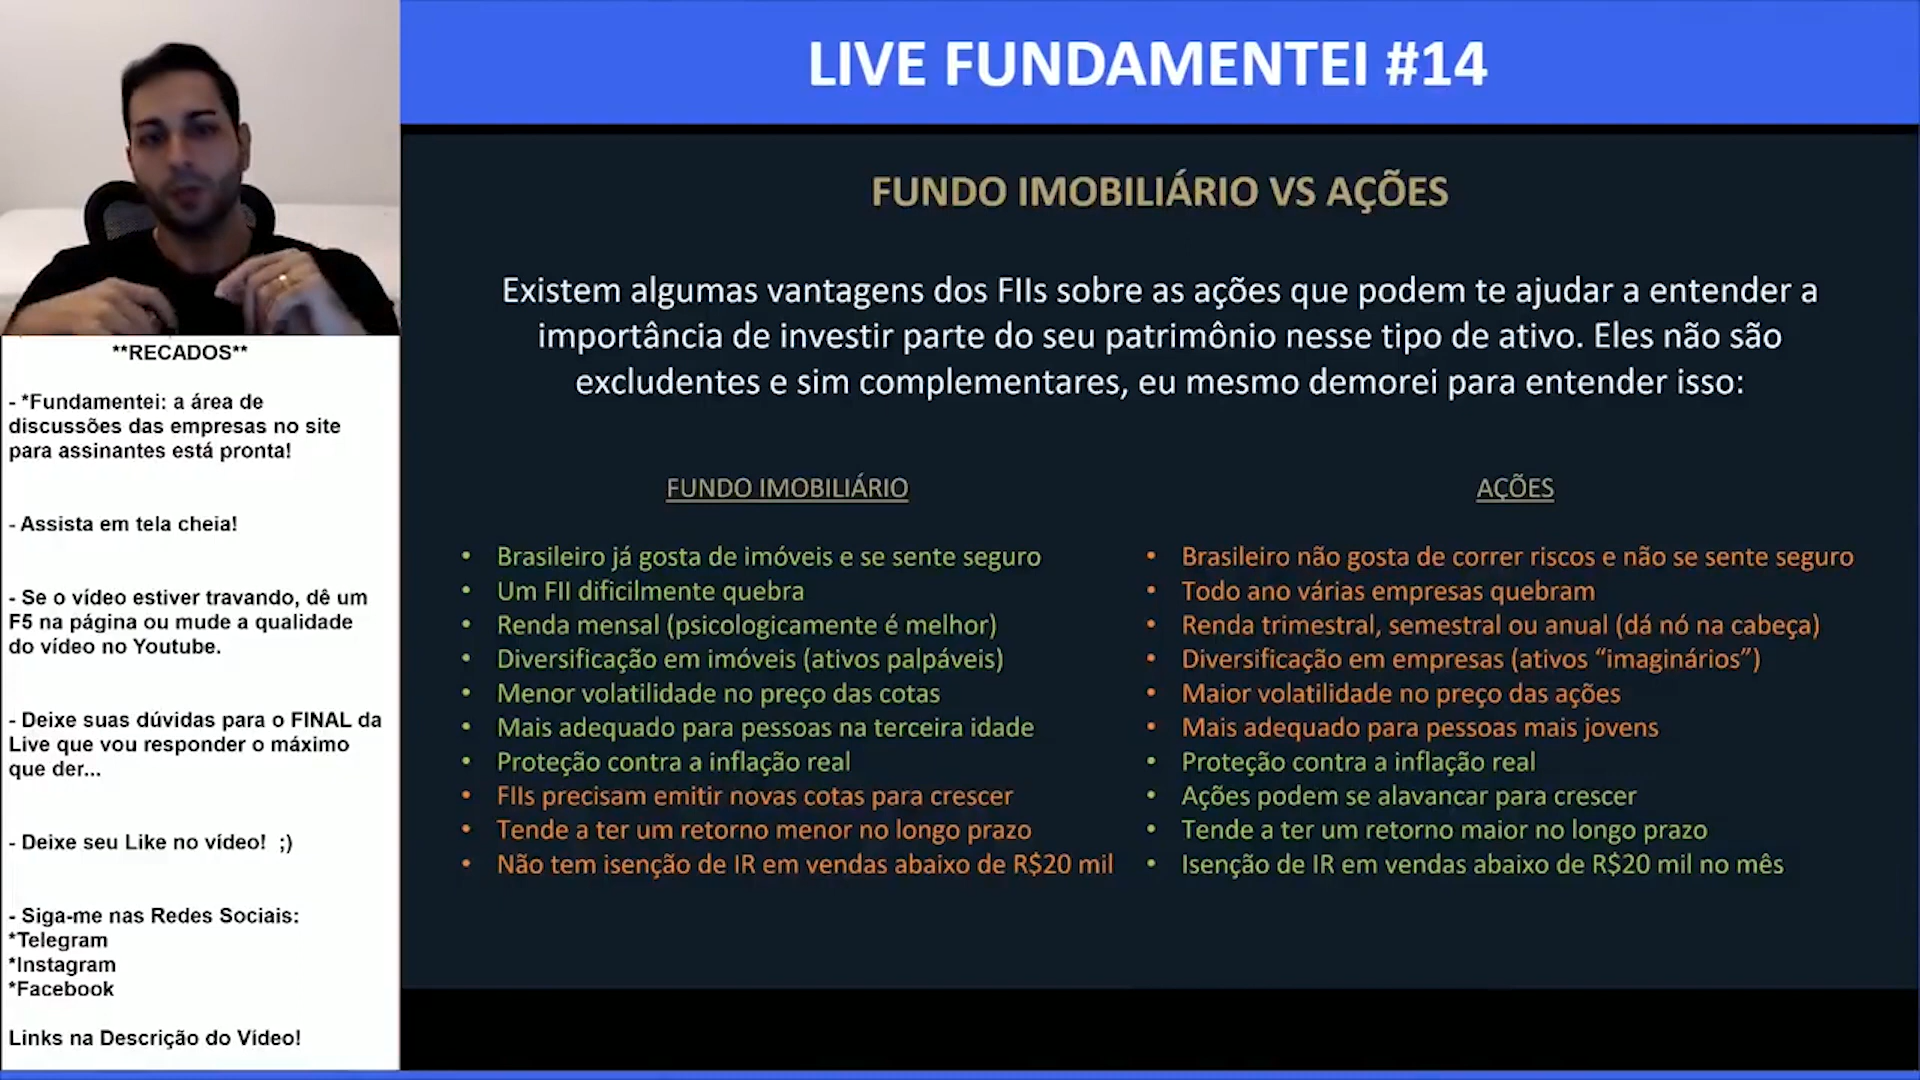 LIVE FUNDAMENTEI #14
FUNDO IMOBILIÁRIO VS AÇÕES
Existem algumas vantagens dos FIIs sobre as ações que podem te ajudar a entender a
importância de investir parte do seu patrimônio nesse tipo de ativo. Eles não são
excludentes e sim complementares, eu mesmo demorei para entender isso:
FUNDO IMOBILIÁRIO
• Brasileiro já gosta de imóveis e se sente seguro
• Um FII dificilmente quebra
• Renda mensal (psicologicamente é melhor)
• Diversificação em imóveis (ativos palpáveis)
• Menor volatilidade no preço das cotas
• Mais adequado para pessoas na terceira idade
• Proteção contra a inflação real
• FIIs precisam emitir novas cotas para crescer
• Tende a ter um retorno menor no longo prazo
• Não tem isenção de IR em vendas abaixo de R$20 mil
AÇÕES
• Brasileiro não gosta de correr riscos e não se sente seguro
• Todo ano várias empresas quebram
• Renda trimestral, semestral ou anual (dá nó na cabeça)
• Diversificação em empresas (ativos “imaginários”)
• Maior volatilidade no preço das ações
• Mais adequado para pessoas mais jovens
• Proteção contra a inflação real
• Ações podem se alavancar para crescer
• Tende a ter um retorno maior no longo prazo
• Isenção de IR em vendas abaixo de R$20 mil no mês
**RECADOS**
- *Fundamentei: a área de
discussões das empresas no site
para assinantes está pronta!
- Assista em tela cheia!
- Se o vídeo estiver travando, dê um
F5 na página ou mude a qualidade
do vídeo no Youtube.
- Deixe suas dúvidas para o FINAL da
Live que vou responder o máximo
que der...
- Deixe seu Like no vídeo! ;)
- Siga-me nas Redes Sociais:
*Telegram
*Instagram
*Facebook
Links na Descrição do Vídeo!